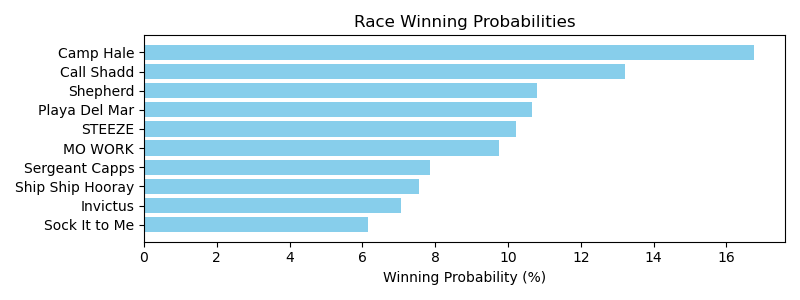 Race Winning Probabilities
Camp Hale
Call Shadd
Shepherd
Playa Del Mar
STEEZE
MO WORK
Sergeant Capps
Ship Ship Hooray
Invictus
Sock It to Me
0 2 4 6 8 10 12 14 16
Winning Probability (%)